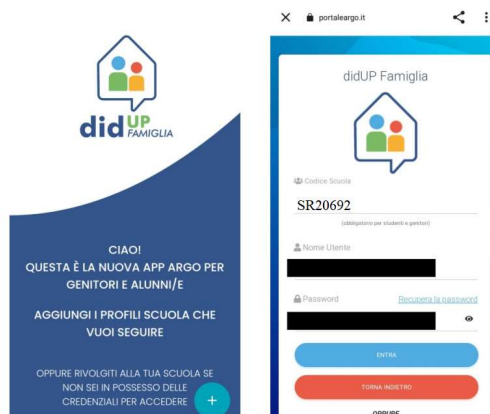 did UP
FAMIGLIA
CIAO!
QUESTA È LA NUOVA APP ARGO PER
GENITORI E ALUNNI/E
AGGIUNGI I PROFILI SCUOLA CHE
VUOI SEGUIRE
OPPURE RIVOLGITI ALLA TUA SCUOLA SE
NON SEI IN POSSESSO DELLE
CREDENZIALI PER ACCEDERE
+
portaleargo.it
didUP Famiglia
Codice Scuola
SR20692
(obbligatorio per studenti e genitori)
Nome Utente
Password Recupera la password
ENTRA
TORNA INDIETRO
OPPURE